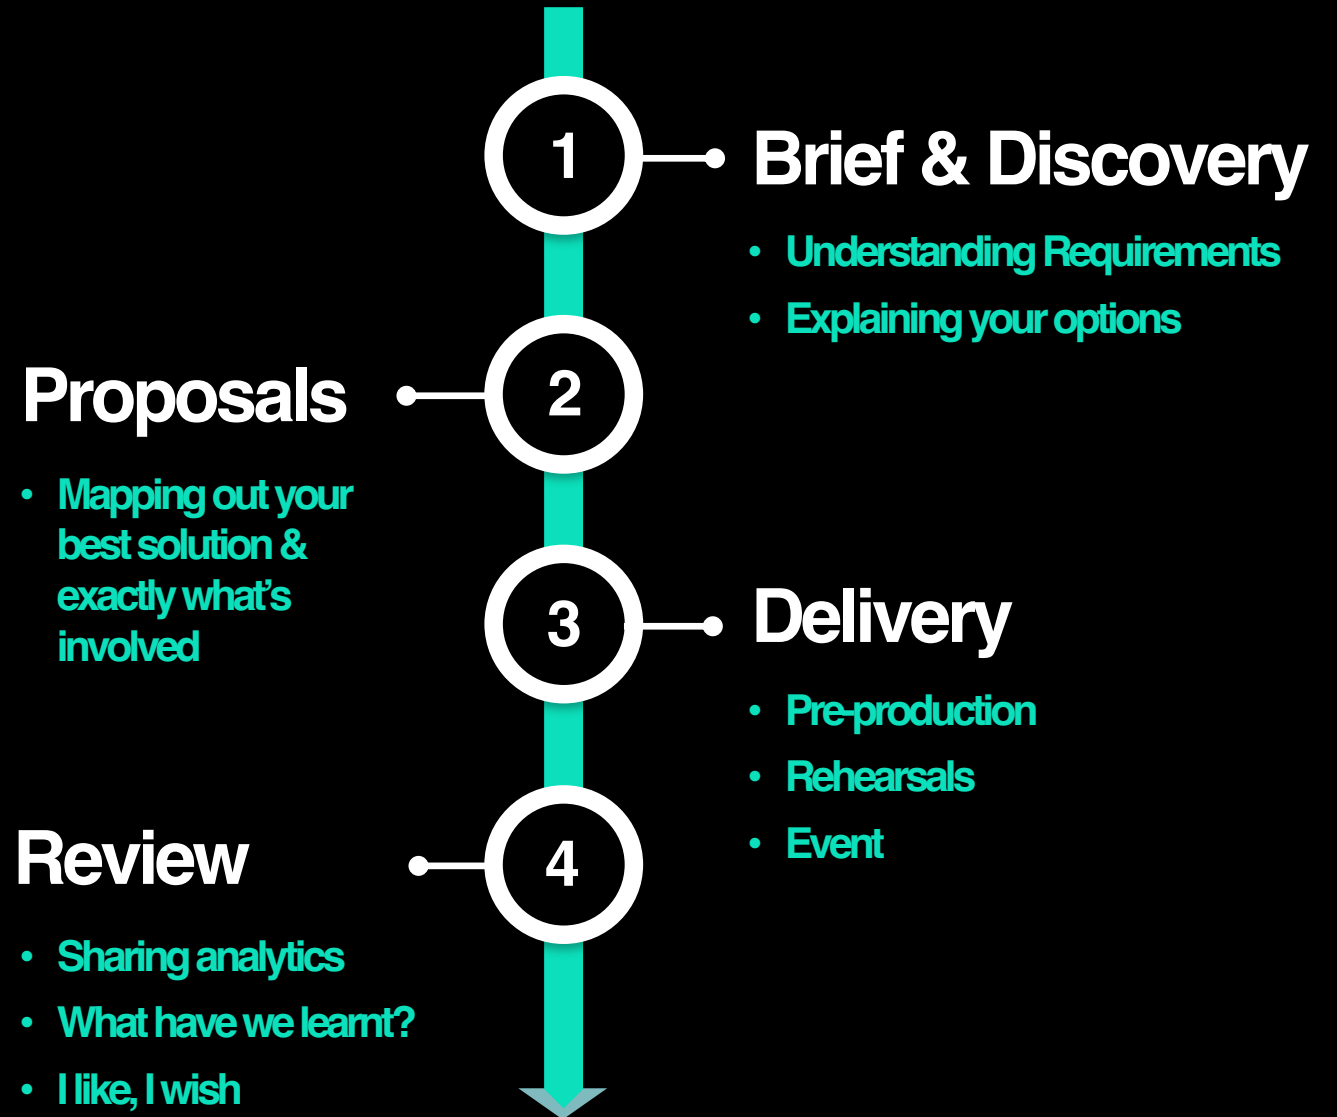 1
Brief & Discovery
• Understanding Requirements
• Explaining your options
2
Proposals
• Mapping out your
best solution &
exactly what’s
involved
3
Delivery
• Pre-production
• Rehearsals
• Event
4
Review
• Sharing analytics
• What have we learnt?
• I like, I wish